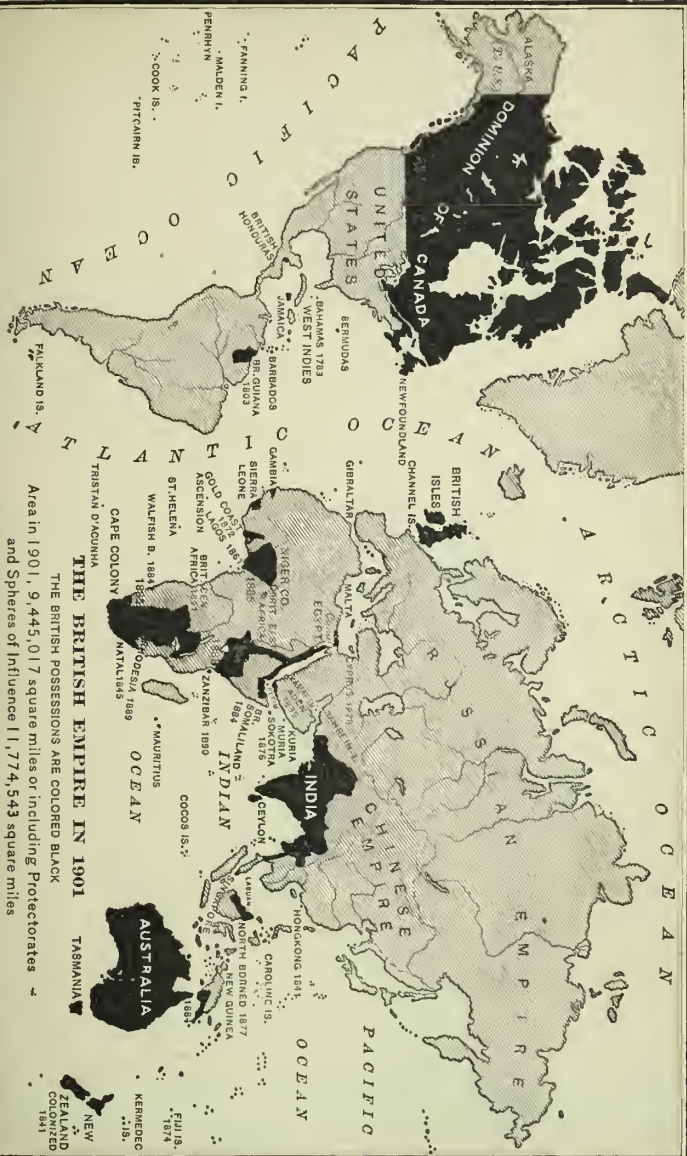 ARCTIC OCEAN
ALASKA
DOMINION OF CANADA
NEWFOUNDLAND
UNITED
STATES
BERMUDAS
BAHAMAS 1783
WEST INDIES
JAMAICA
BRITISH
HONDURAS
BARBADOS
BR.GUIANA
1803
FALKLAND IS.
PACIFIC OCEAN
FANNING I.
MALDEN I.
PENRHYN
COOK IS.
PITCAIRN IS.
ATLANTIC OCEAN
BRITISH
ISLES
CHANNEL IS.
GIBRALTAR
MALTA
CYPRUS 1878
RUSSIAN EMPIRE
CHINESE
EMPIRE
EGYPT
GAMBIA
SIERRA
LEONE
GOLD COAST
1872
LAGOS 1861
ASCENSION
NIGER CO.
ST.HELENA
WALFISH B. 1884
CAPE COLONY
TRISTAN D'ACUNHA
NATAL 1845
RHODESIA 1889
ZANZIBAR 1890
BR.
SOMALILAND
1884
SOKOTRA
1876
KURIA
MURIA
INDIA
CEYLON
MAURITIUS
INDIAN
OCEAN
COCOS IS.
HONGKONG 1841
LABUAN
NORTH BORNEO 1877
CAROLINE IS.
NEW GUINEA
1884
AUSTRALIA
TASMANIA
PACIFIC
OCEAN
FIJI IS.
1874
KERMEDEC
IS.
NEW
ZEALAND
COLONIZED
1841
THE BRITISH EMPIRE IN 1901
THE BRITISH POSSESSIONS ARE COLORED BLACK
Area in 1901, 9,445,017 square miles or including Protectorates
and Spheres of Influence 11,774,543 square miles